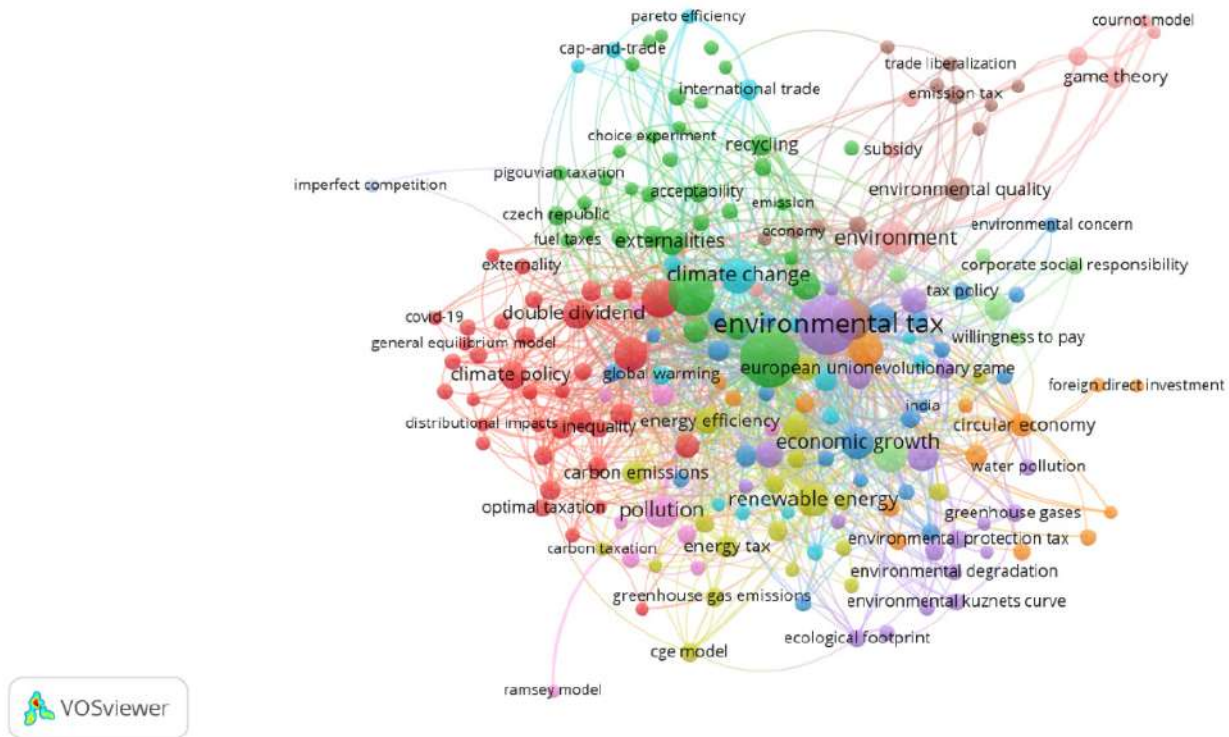 pareto efficiency
cournot model
cap-and-trade
trade liberalization
game theory
international trade
emission tax
choice experiment
recycling
subsidy
pigouvian taxation
imperfect competition
acceptability
environmental quality
emission
czech republic
environmental concern
economy
fuel taxes
externalities
environment
externality
climate change
corporate social responsibility
tax policy
covid-19
double dividend
environmental tax
willingness to pay
general equilibrium model
climate policy
global warming
european union
evolutionary game
foreign direct investment
india
distributional impacts
inequality
energy efficiency
circular economy
economic growth
carbon emissions
water pollution
optimal taxation
pollution
renewable energy
greenhouse gases
carbon taxation
energy tax
environmental protection tax
environmental degradation
greenhouse gas emissions
environmental kuznets curve
ecological footprint
cge model
ramsey model
VOSviewer